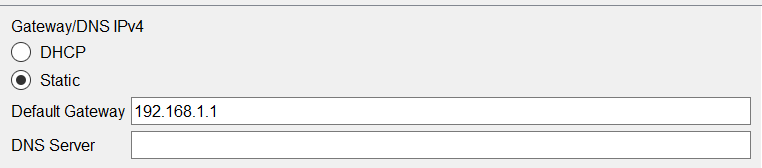 Gateway/DNS IPv4
DHCP
Static
Default Gateway 192.168.1.1
DNS Server